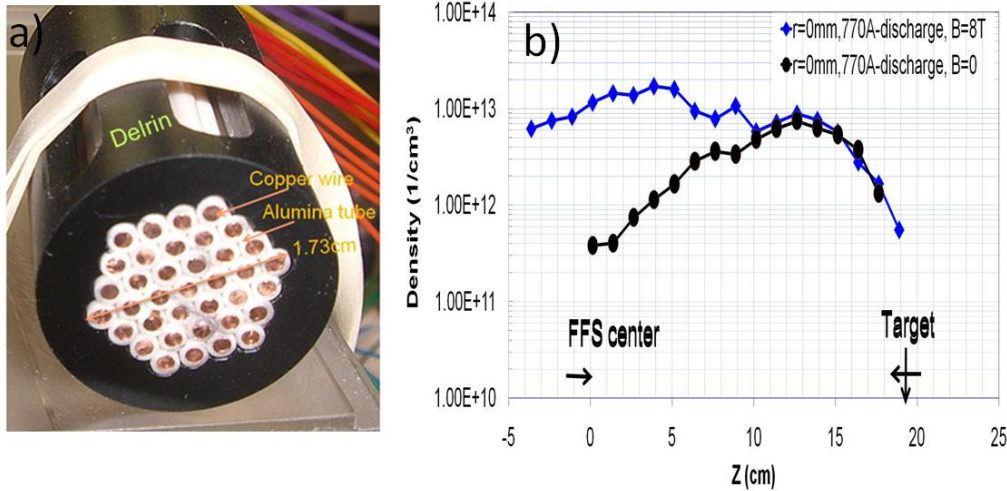 a)
Delrin
Copper wire
Alumina tube
1.73cm
b)
r=0mm,770A-discharge, B=8T
r=0mm,770A-discharge, B=0
Density (1/cm³)
1.00E+14
1.00E+13
1.00E+12
1.00E+11
1.00E+10
FFS center
Target
-5 0 5 10 15 20 25
Z (cm)